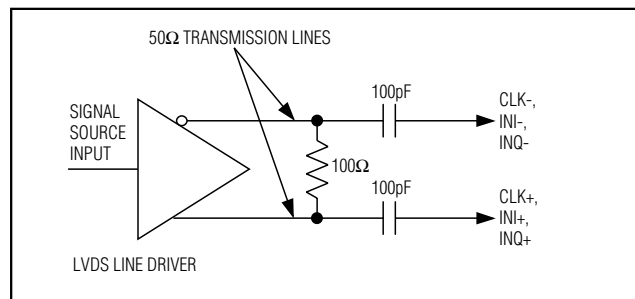 50Ω TRANSMISSION LINES
SIGNAL
SOURCE
INPUT
100pF
CLK-,
INI-,
INQ-
100Ω
100pF
CLK+,
INI+,
INQ+
LVDS LINE DRIVER